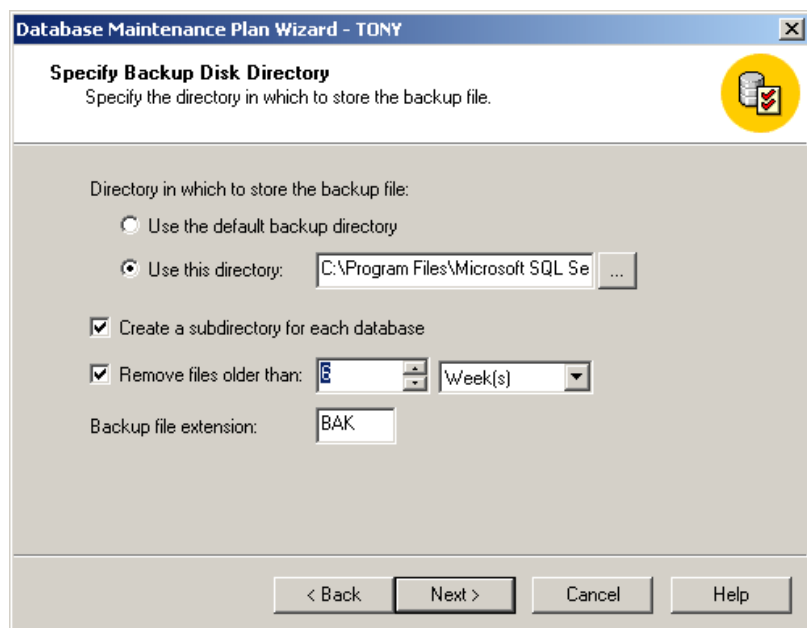 Database Maintenance Plan Wizard - TONY
Specify Backup Disk Directory
Specify the directory in which to store the backup file.
Directory in which to store the backup file:
Use the default backup directory
Use this directory: C:\Program Files\Microsoft SQL Se ...
Create a subdirectory for each database
Remove files older than: 6 Week(s)
Backup file extension: BAK
< Back Next > Cancel Help